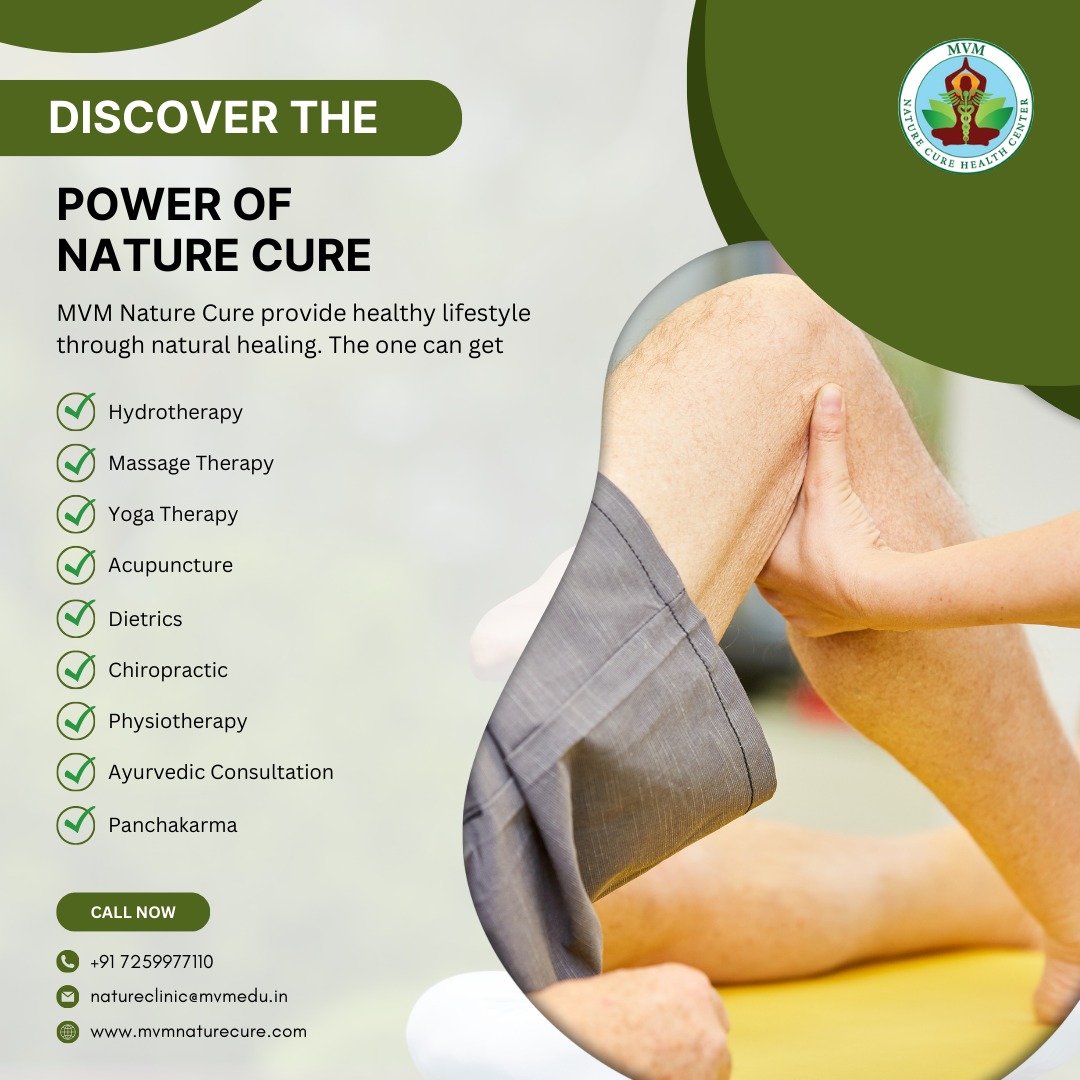 MVM
NATURE CURE HEALTH CENTER
DISCOVER THE
POWER OF
NATURE CURE
MVM Nature Cure provide healthy lifestyle
through natural healing. The one can get
Hydrotherapy
Massage Therapy
Yoga Therapy
Acupuncture
Dietrics
Chiropractic
Physiotherapy
Ayurvedic Consultation
Panchakarma
CALL NOW
+91 7259977110
natureclinic@mvmedu.in
www.mvmnaturecure.com